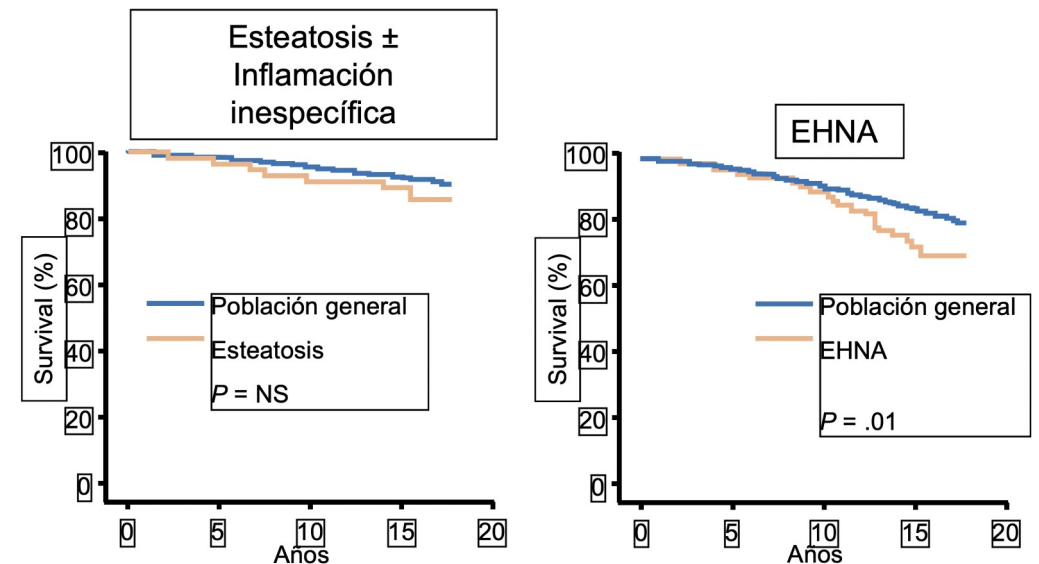 Esteatosis ±
Inflamación
inespecífica
100
80
60
40
20
0
Survival (%)
Población general
Esteatosis
P = NS
0 5 10 15 20
Años
EHNA
100
80
60
40
20
0
Survival (%)
Población general
EHNA
P = .01
0 5 10 15 20
Años